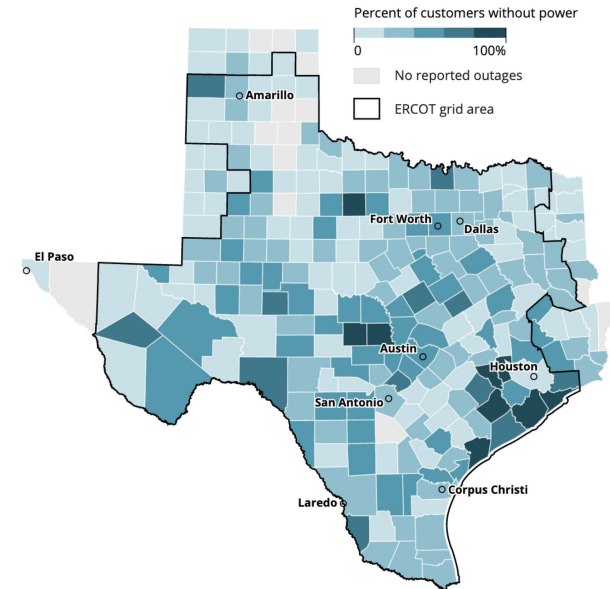 Percent of customers without power
0 100%
No reported outages
ERCOT grid area
Amarillo
Fort Worth
Dallas
El Paso
Austin
Houston
San Antonio
Corpus Christi
Laredo